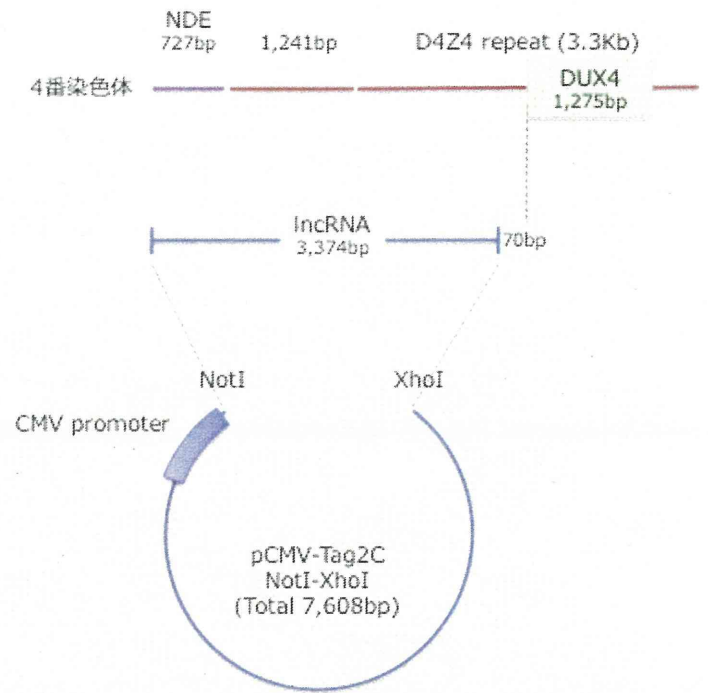 NDE
727bp
1,241bp
D4Z4 repeat (3.3Kb)
4番染色体
DUX4
1,275bp
lncRNA
3,374bp
70bp
NotI
XhoI
CMV promoter
pCMV-Tag2C
NotI-XhoI
(Total 7,608bp)